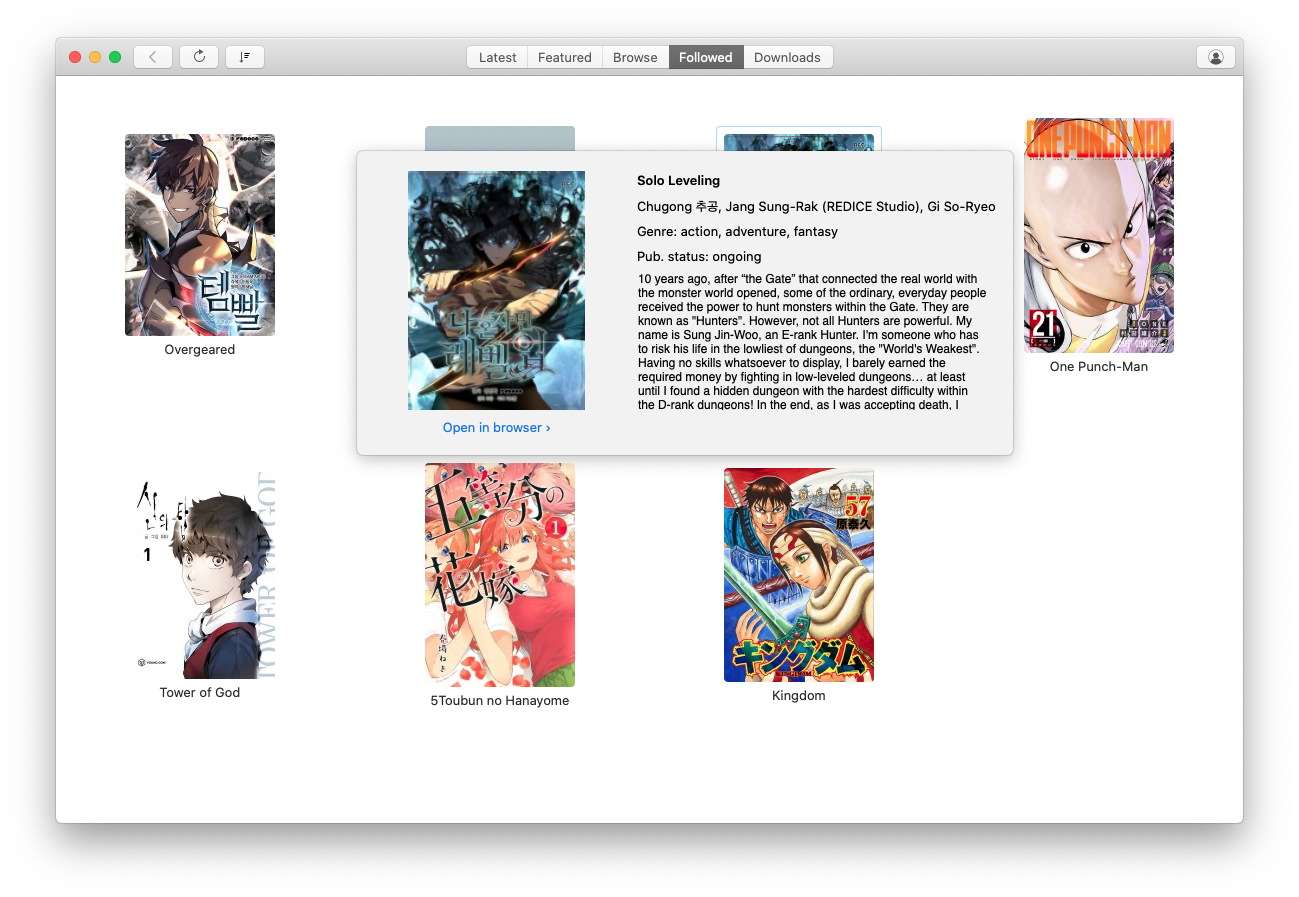 Latest
Featured
Browse
Followed
Downloads
ONE PUNCH-MAN
템빨
Overgeared
Solo Leveling
Chugong 추공, Jang Sung-Rak (REDICE Studio), Gi So-Ryeo
Genre: action, adventure, fantasy
Pub. status: ongoing
10 years ago, after “the Gate” that connected the real world with
the monster world opened, some of the ordinary, everyday people
received the power to hunt monsters within the Gate. They are
known as "Hunters". However, not all Hunters are powerful. My
name is Sung Jin-Woo, an E-rank Hunter. I'm someone who has
to risk his life in the lowliest of dungeons, the "World's Weakest".
Having no skills whatsoever to display, I barely earned the
required money by fighting in low-leveled dungeons… at least
until I found a hidden dungeon with the hardest difficulty within
the D-rank dungeons! In the end, as I was accepting death, I
나 혼자만
레벨업
Open in browser ›
21
One Punch-Man
신의 탑
1
TOWER OF GOD
YOUNG COM
Tower of God
五等分の
花嫁
1
春場ねぎ
5Toubun no Hanayome
57
原泰久
キングダム
Kingdom